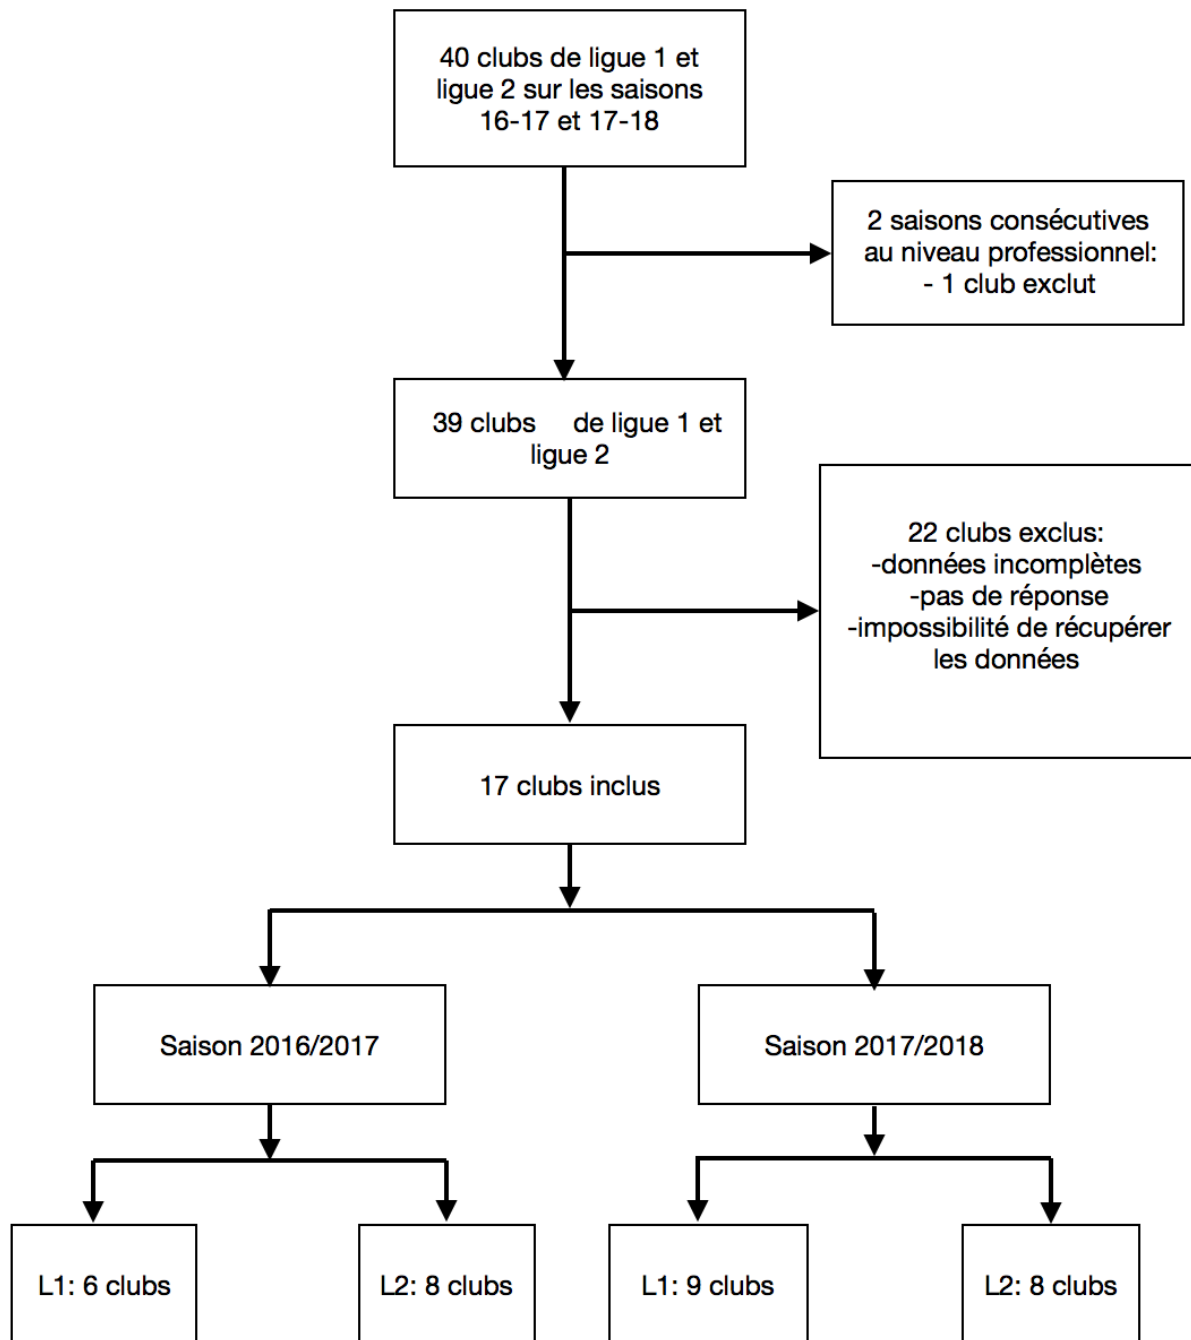 40 clubs de ligue 1 et
ligue 2 sur les saisons
16-17 et 17-18
2 saisons consécutives
au niveau professionnel:
- 1 club exclut
39 clubs de ligue 1 et
ligue 2
22 clubs exclus:
-données incomplètes
-pas de réponse
-impossibilité de récupérer
les données
17 clubs inclus
Saison 2016/2017
Saison 2017/2018
L1: 6 clubs
L2: 8 clubs
L1: 9 clubs
L2: 8 clubs